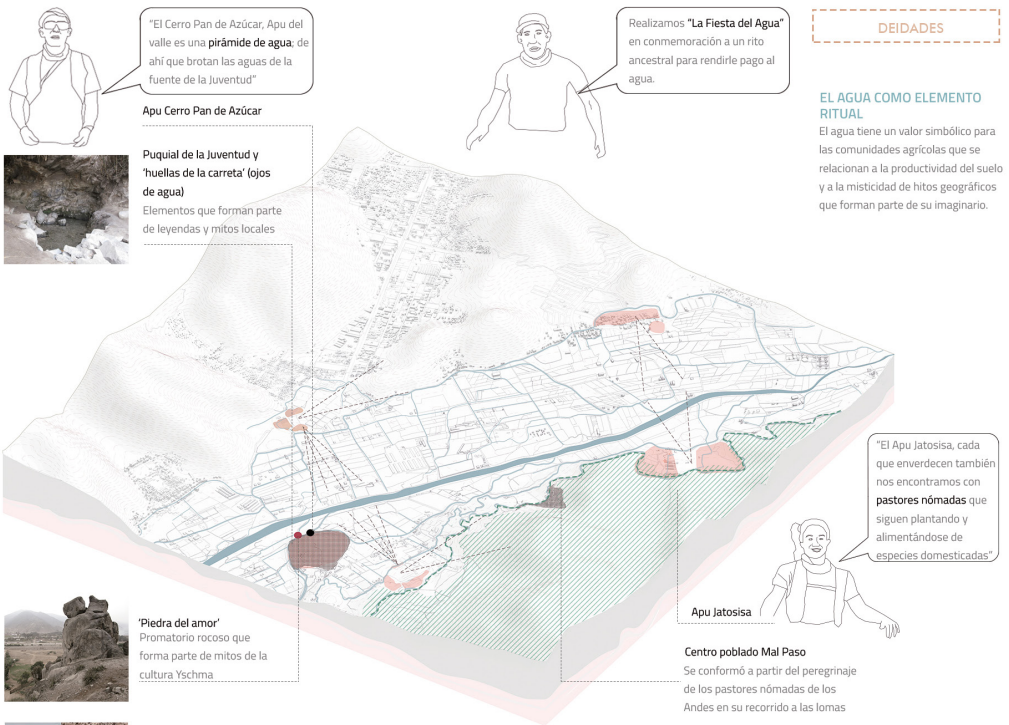 "El Cerro Pan de Azúcar, Apu del
valle es una pirámide de agua; de
ahí que brotan las aguas de la
fuente de la Juventud"
Apu Cerro Pan de Azúcar
Puquial de la Juventud y
'huellas de la carreta' (ojos
de agua)
Elementos que forman parte
de leyendas y mitos locales
Realizamos "La Fiesta del Agua"
en conmemoración a un rito
ancestral para rendirle pago al
agua.
DEIDADES
EL AGUA COMO ELEMENTO
RITUAL
El agua tiene un valor simbólico para
las comunidades agrícolas que se
relacionan a la productividad del suelo
y a la misticidad de hitos geográficos
que forman parte de su imaginario.
"El Apu Jatosisa, cada
que enverdecen también
nos encontramos con
pastores nómadas que
siguen plantando y
alimentándose de
especies domesticadas"
Apu Jatosisa
Centro poblado Mal Paso
Se conformó a partir del peregrinaje
de los pastores nómadas de los
Andes en su recorrido a las lomas
'Piedra del amor'
Promatorio rocoso que
forma parte de mitos de la
cultura Yschma